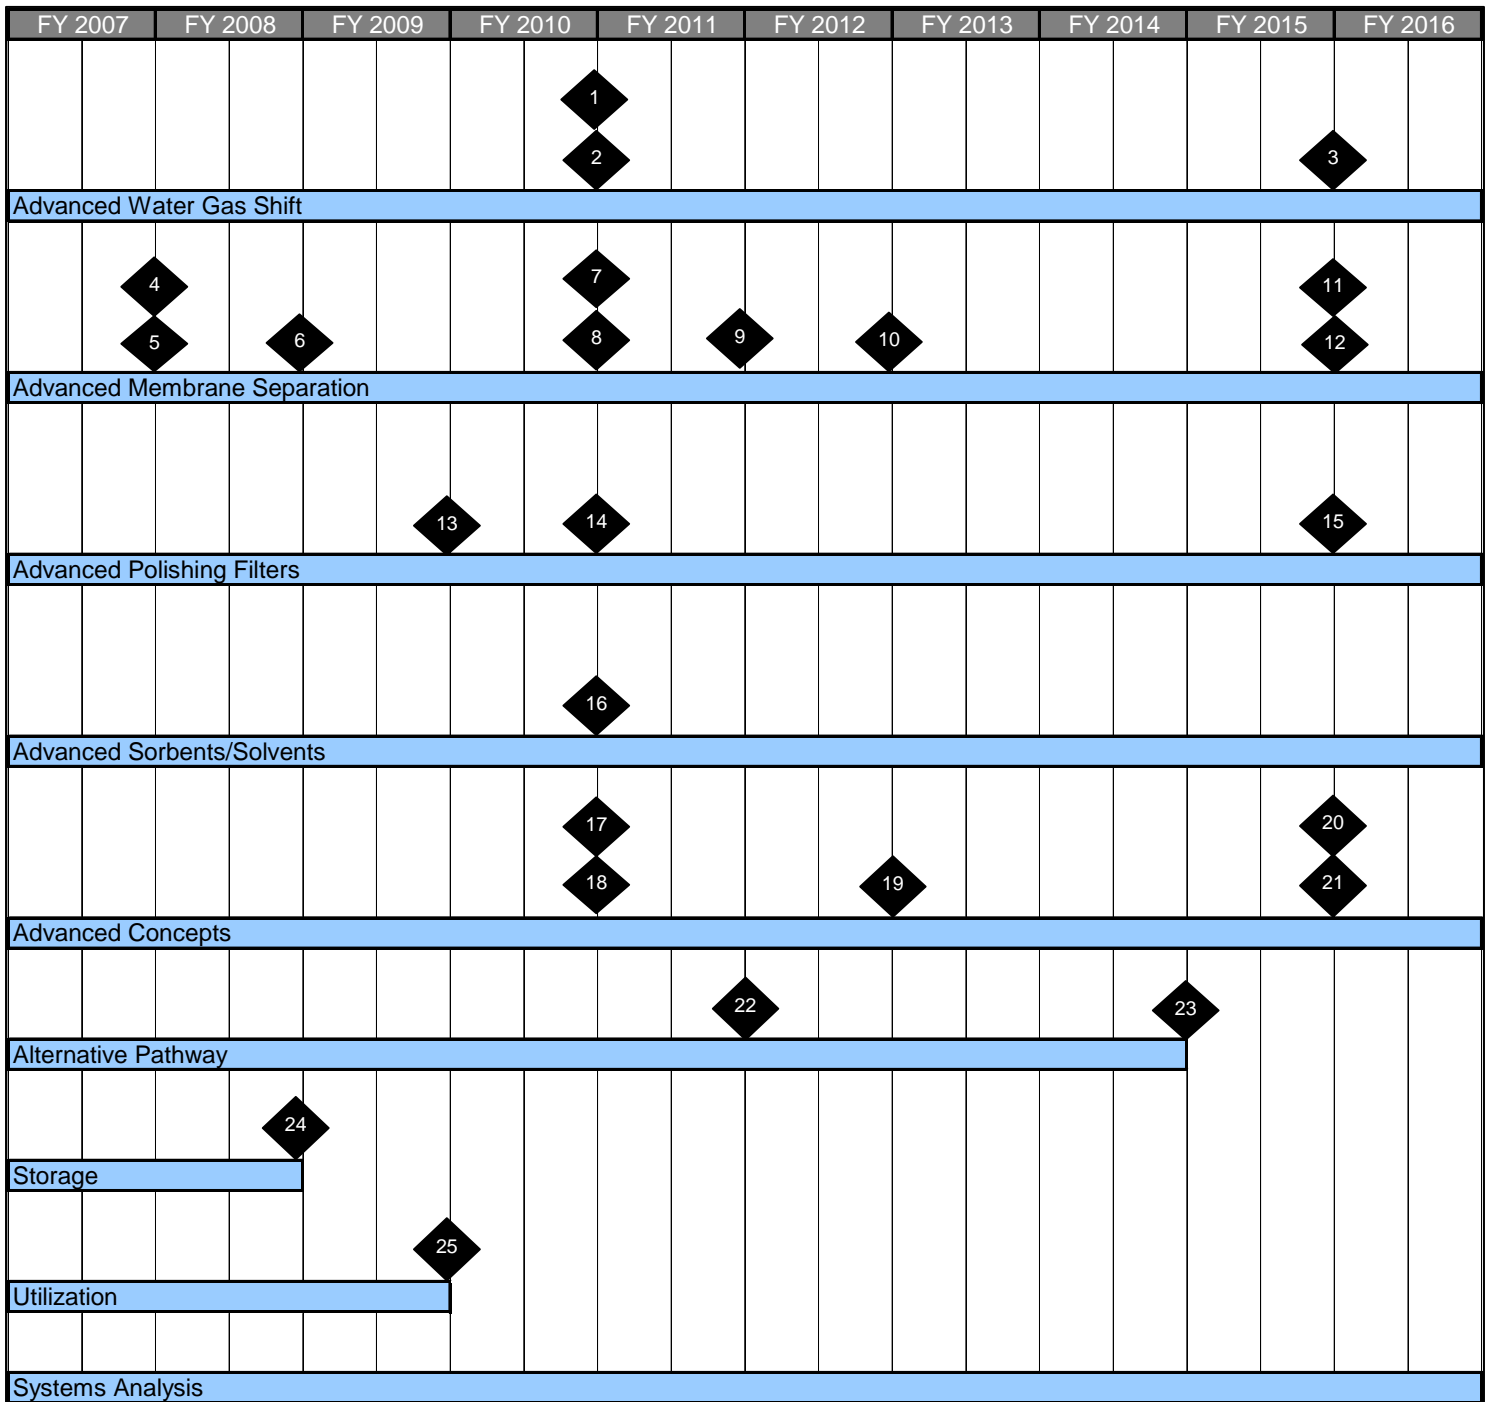 FY 2007 FY 2008 FY 2009 FY 2010 FY 2011 FY 2012 FY 2013 FY 2014 FY 2015 FY 2016
1
2 3
Advanced Water Gas Shift
4 7 11
5 6 8 9 10 12
Advanced Membrane Separation
13 14 15
Advanced Polishing Filters
16
Advanced Sorbents/Solvents
17 20
18 19 21
Advanced Concepts
22 23
Alternative Pathway
24
Storage
25
Utilization
Systems Analysis